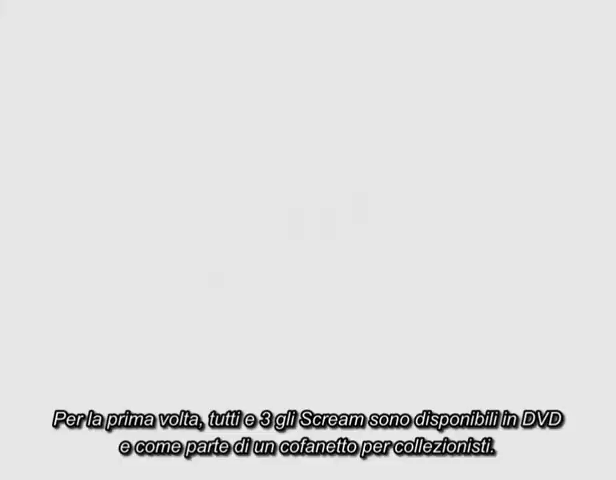 Per la prima volta, tutti e 3 gli Scream sono disponibili in DVD
e come parte di un cofanetto per collezionisti.